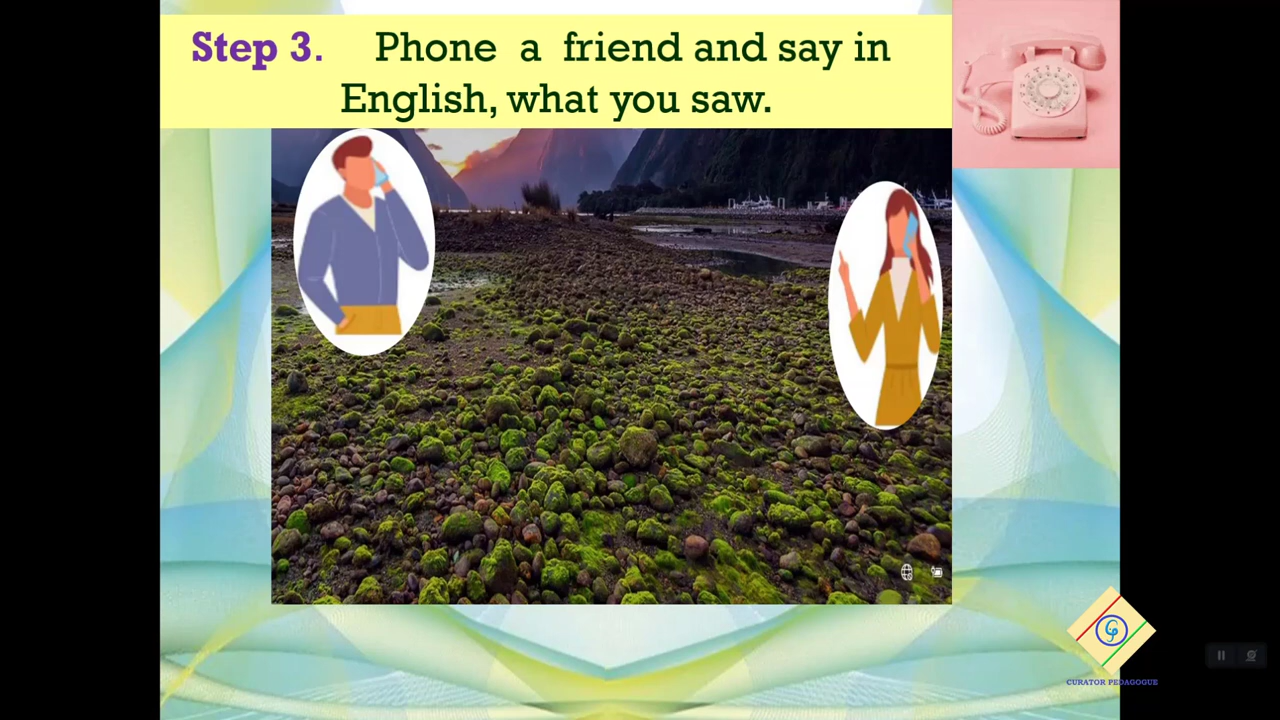 Step 3. Phone a friend and say in
English, what you saw.
CURATOR PEDAGOGUE